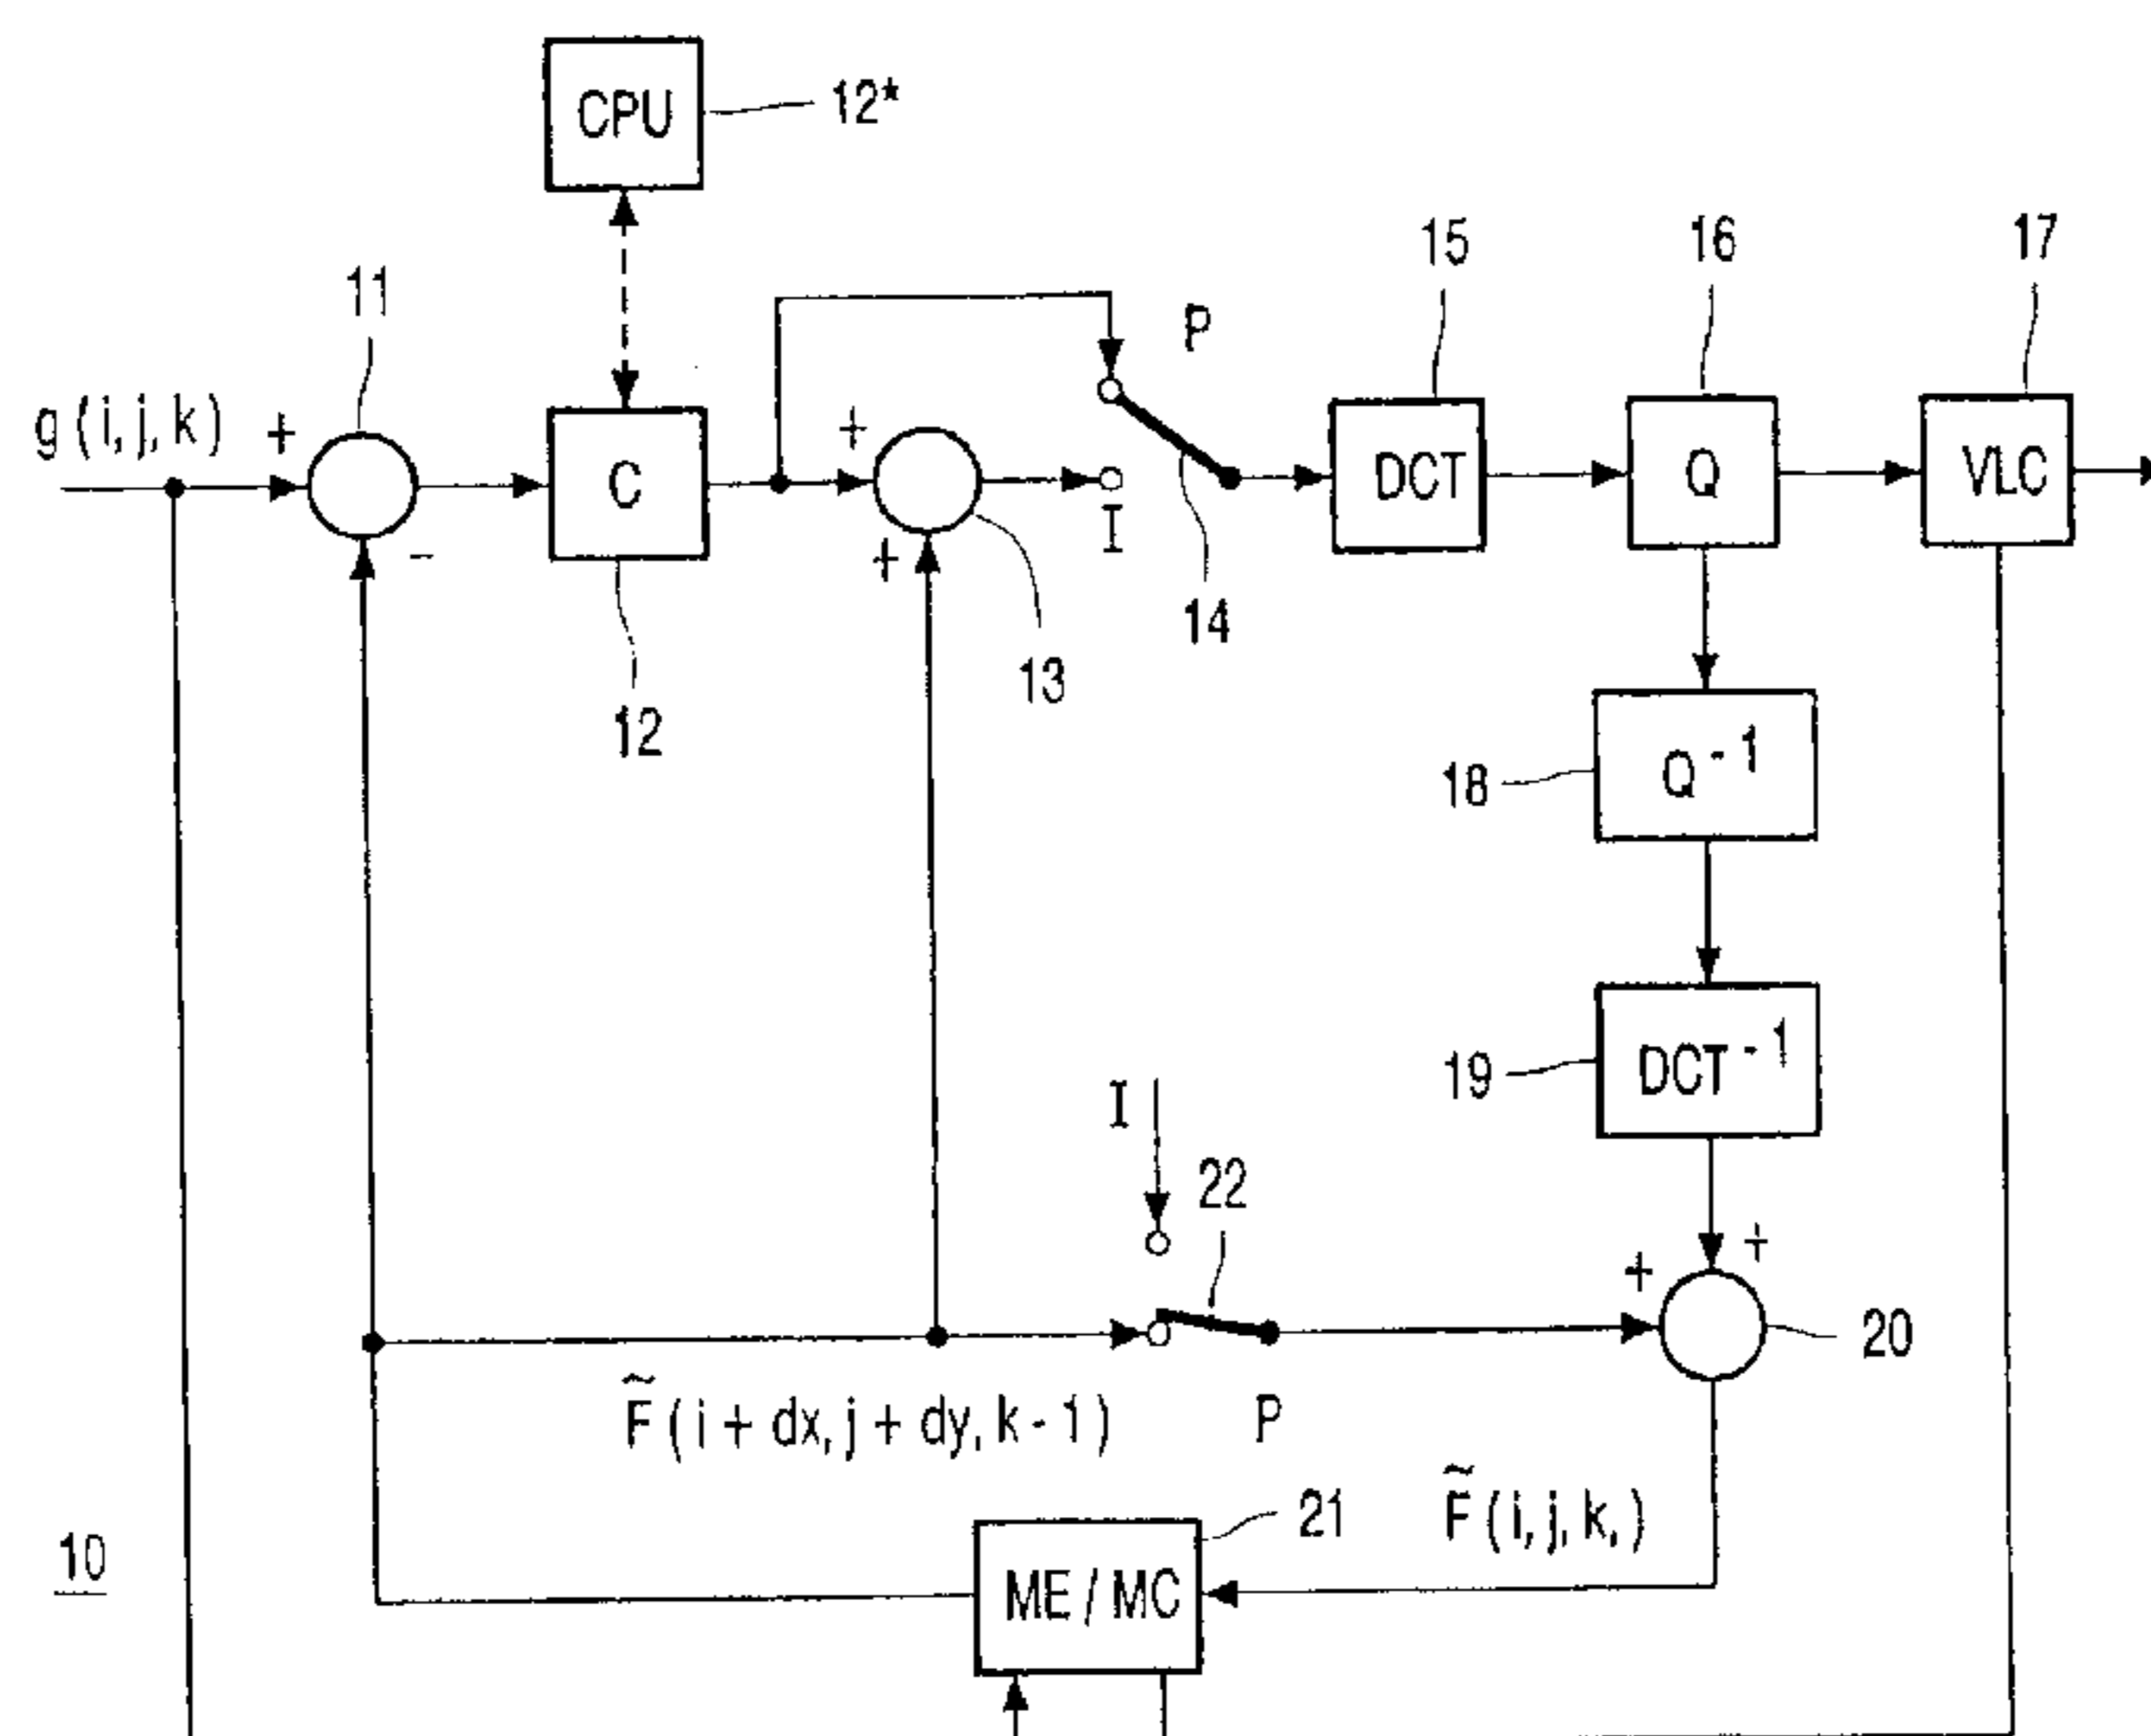 CPU
12*
15
16
17
11
P
g(i,j,k)
+
+
C
DCT
Q
VLC
-
+
I
14
13
12
18
Q-1
19
DCT-1
I
22
+
+
20
F̃(i+dx,j+dy,k-1)
P
F̃(i,j,k,)
21
10
ME/MC